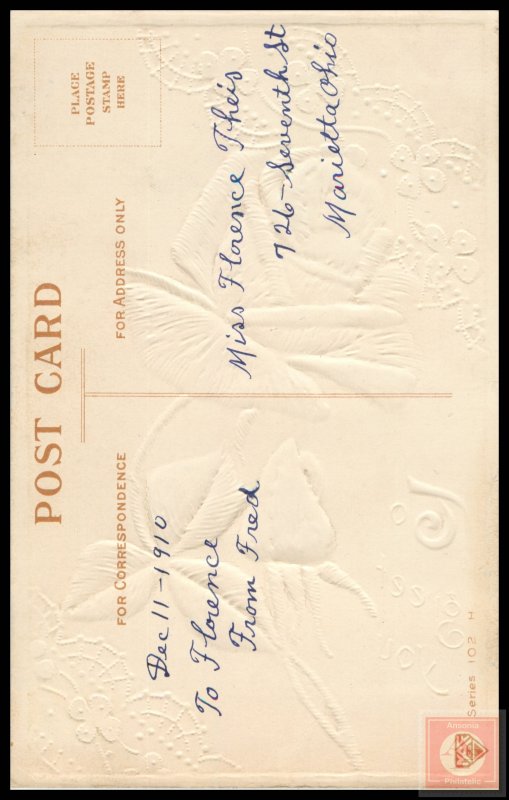 POST CARD
PLACE
POSTAGE
STAMP
HERE
FOR CORRESPONDENCE
FOR ADDRESS ONLY
Dec 11-1910
To Florence
From Fred
Miss Florence Theis
726-Seventh St
Marietta Ohio
Series 102 H
Ansonia
Philatelic